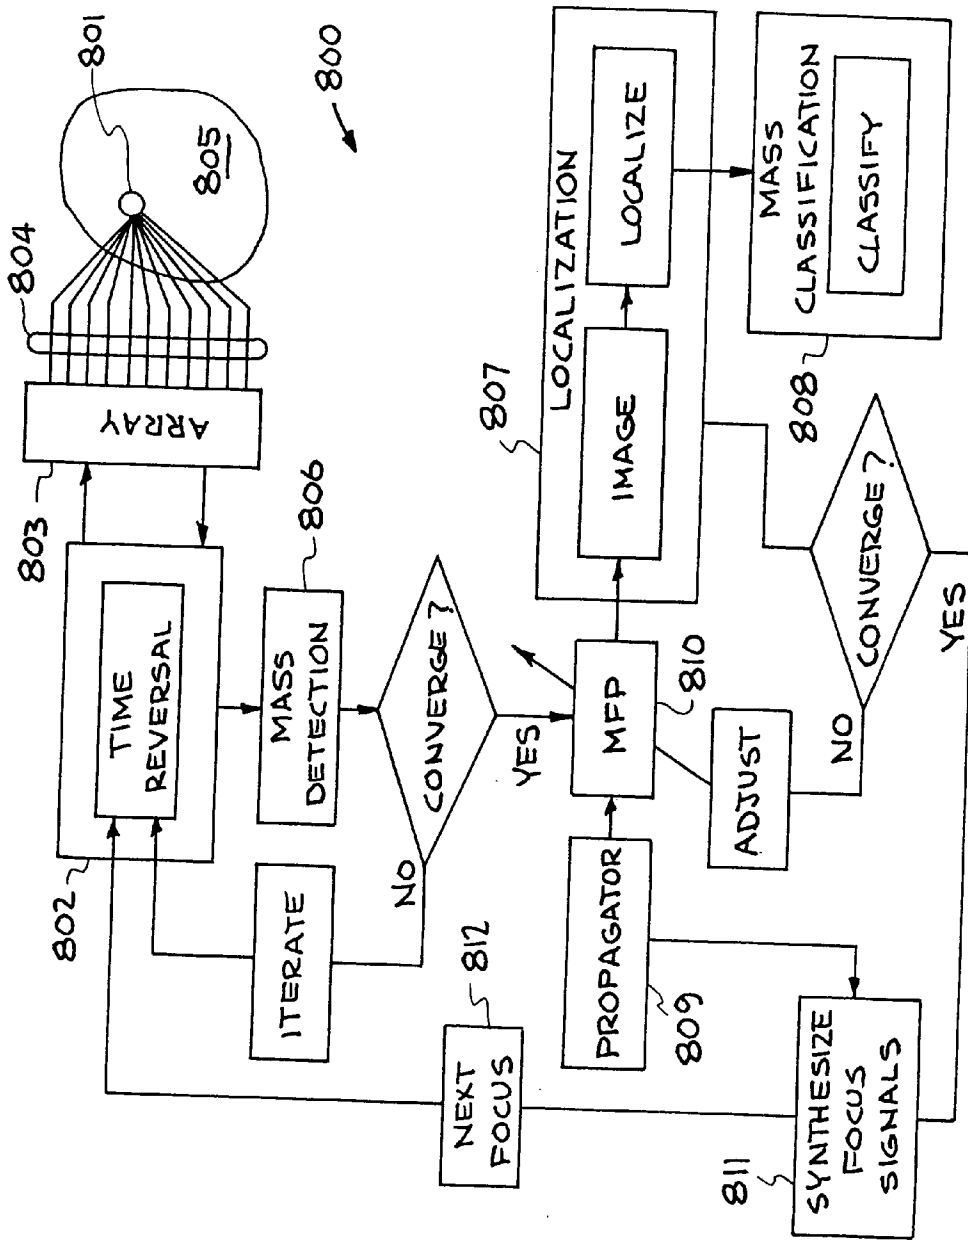 800
801
805
804
ARRAY
803
TIME
REVERSAL
802
MASS
DETECTION
806
CONVERGE?
NO
YES
ITERATE
NEXT
FOCUS
812
PROPAGATOR
809
MFP
810
ADJUST
LOCALIZATION
807
IMAGE
LOCALIZE
MASS
CLASSIFICATION
CLASSIFY
808
CONVERGE?
NO
YES
SYNTHESIZE
FOCUS
SIGNALS
811